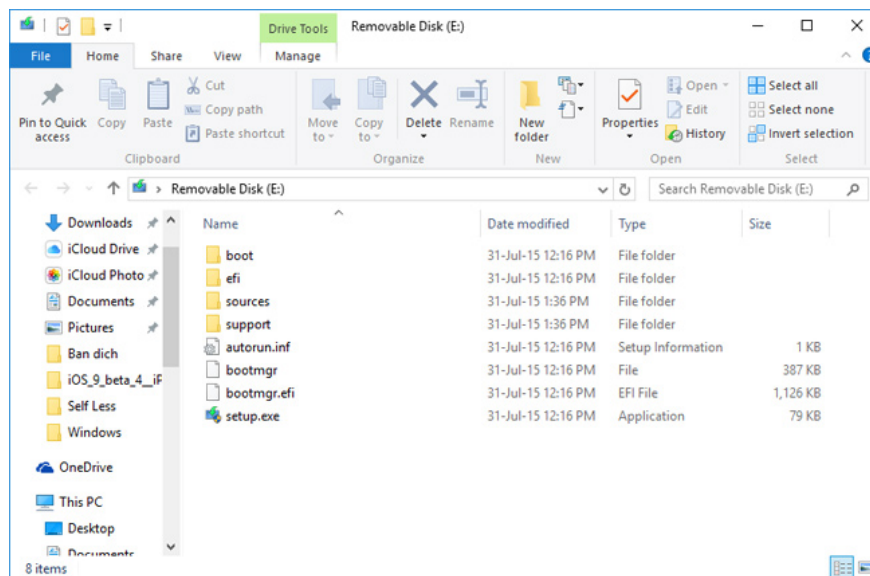 Drive Tools Removable Disk (E:)
File Home Share View Manage
Pin to Quick access
Copy
Paste
Cut
Copy path
Paste shortcut
Clipboard
Move to
Copy to
Delete
Rename
Organize
New folder
New
Properties
Open
Edit
History
Open
Select all
Select none
Invert selection
Select
Removable Disk (E:)
Search Removable Disk (E:)
Downloads
iCloud Drive
iCloud Photo
Documents
Pictures
Ban dich
iOS_9_beta_4__iP
Self Less
Windows
OneDrive
This PC
Desktop
Documents
Name Date modified Type Size
boot 31-Jul-15 12:16 PM File folder
efi 31-Jul-15 12:16 PM File folder
sources 31-Jul-15 1:36 PM File folder
support 31-Jul-15 1:36 PM File folder
autorun.inf 31-Jul-15 12:16 PM Setup Information 1 KB
bootmgr 31-Jul-15 12:16 PM File 387 KB
bootmgr.efi 31-Jul-15 12:16 PM EFI File 1,126 KB
setup.exe 31-Jul-15 12:16 PM Application 79 KB
8 items